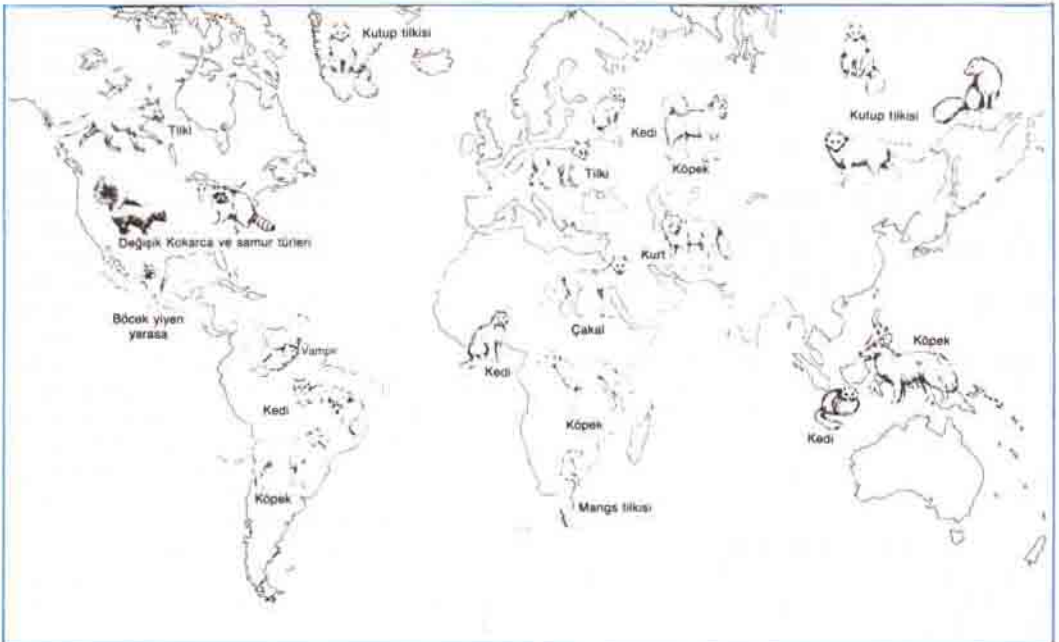 Kutup tilkisi
Tilki
Kedi
Köpek
Kutup tilkisi
Tilki
Değişik Kokarca ve samur türleri
Kurt
Böcek yiyen
yarasa
Çakal
Vampir
Kedi
Köpek
Kedi
Köpek
Kedi
Köpek
Mangs tilkisi